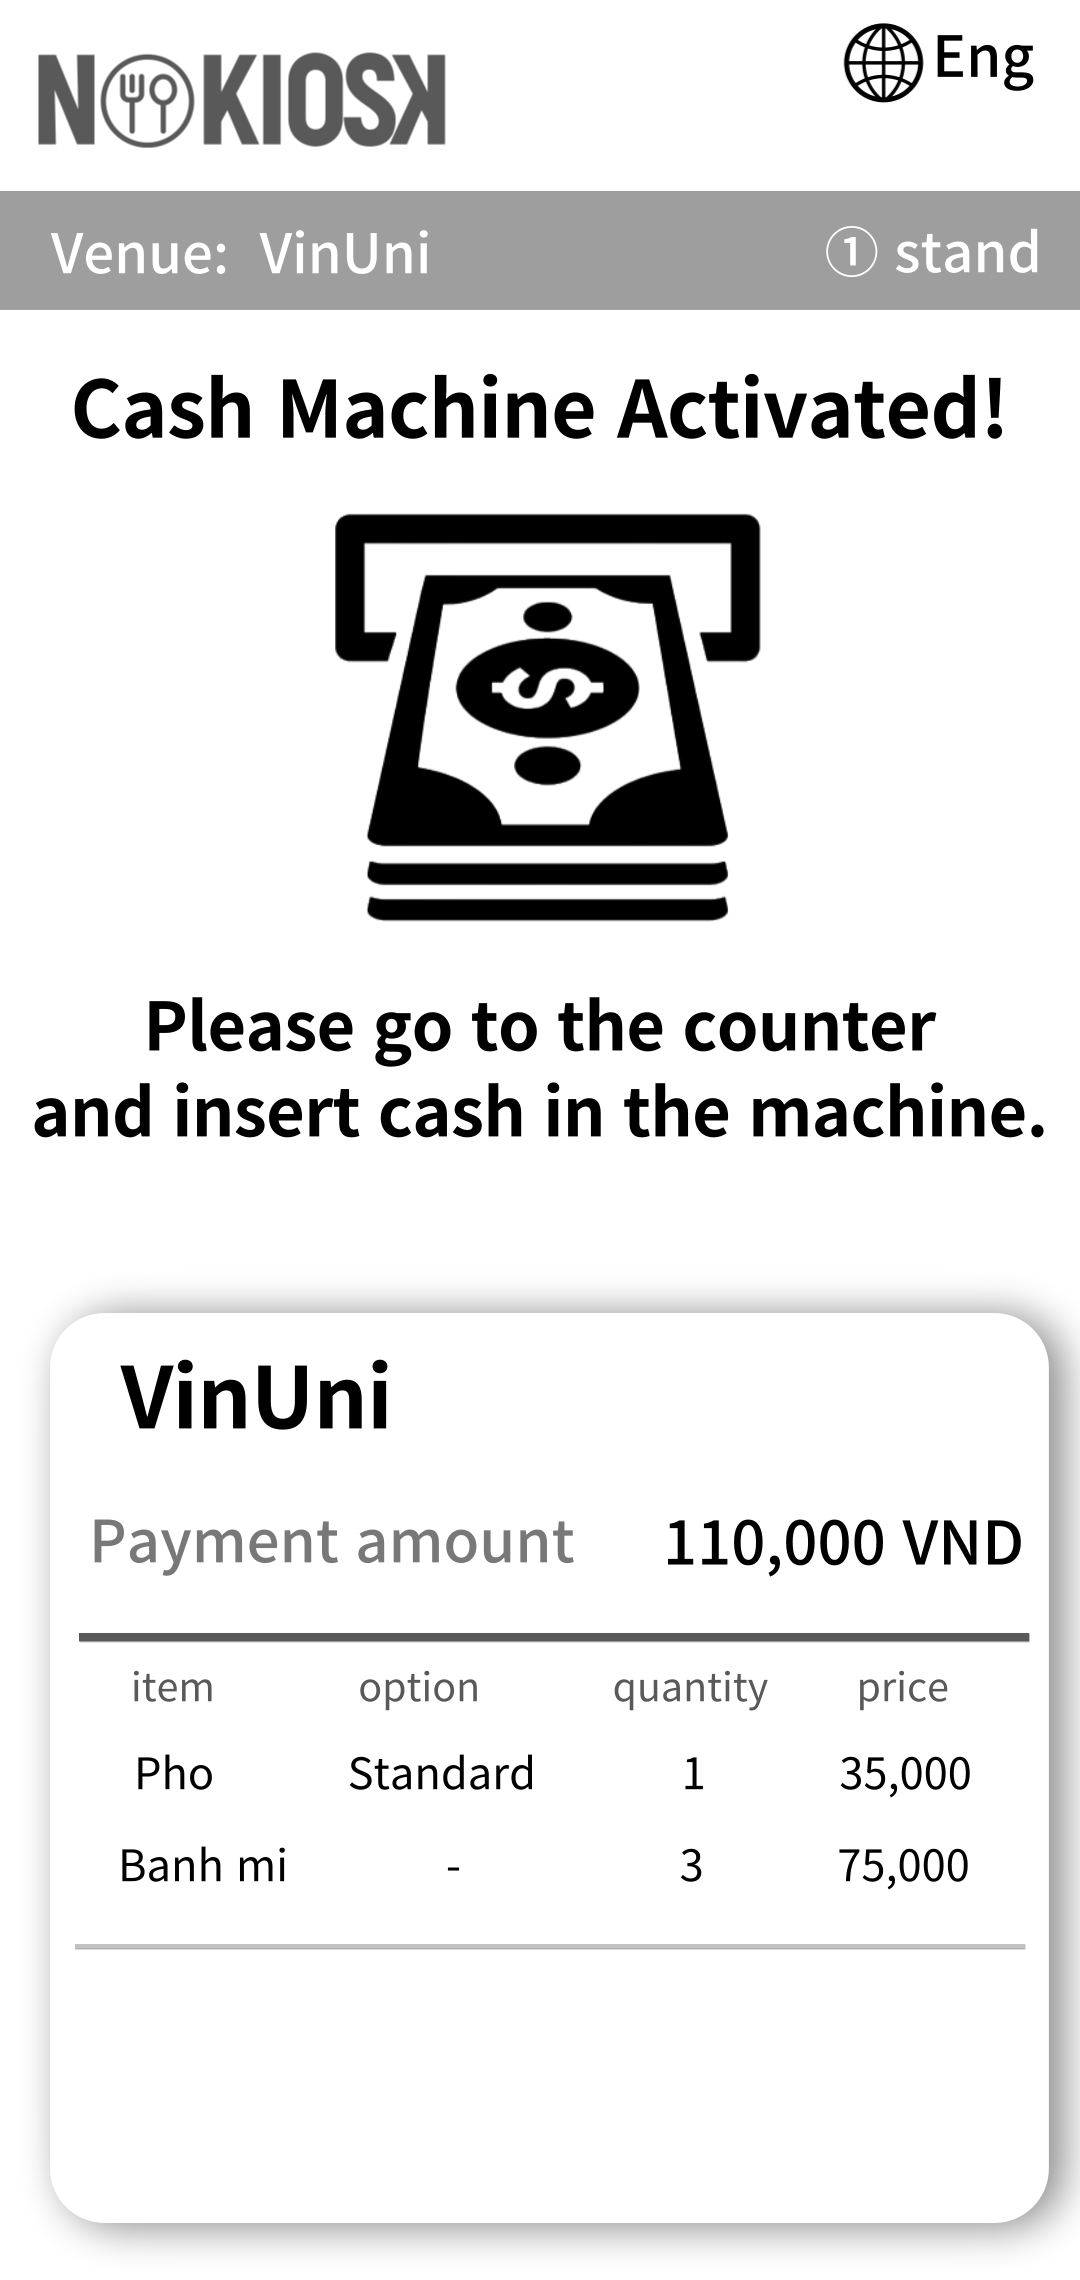 NOKIOSK
Eng
Venue: VinUni
① stand
Cash Machine Activated!
$
Please go to the counter
and insert cash in the machine.
VinUni
Payment amount 110,000 VND
item option quantity price
Pho Standard 1 35,000
Banh mi - 3 75,000